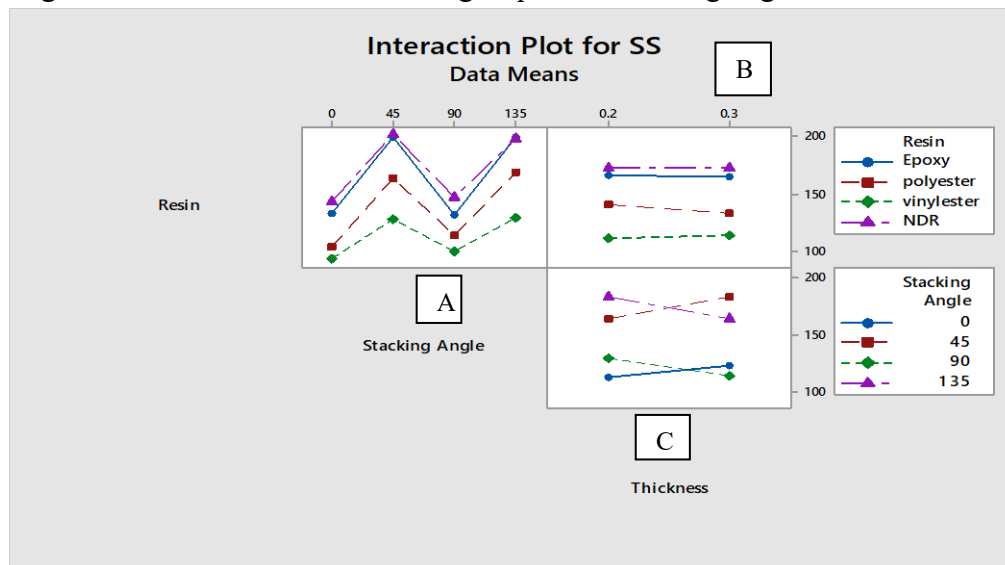 Interaction Plot for SS
Data Means
B
0 45 90 135 0.2 0.3
200
150
100
Resin
Resin
Epoxy
polyester
vinylester
NDR
A
Stacking Angle
200
150
100
Stacking
Angle
0
45
90
135
C
Thickness